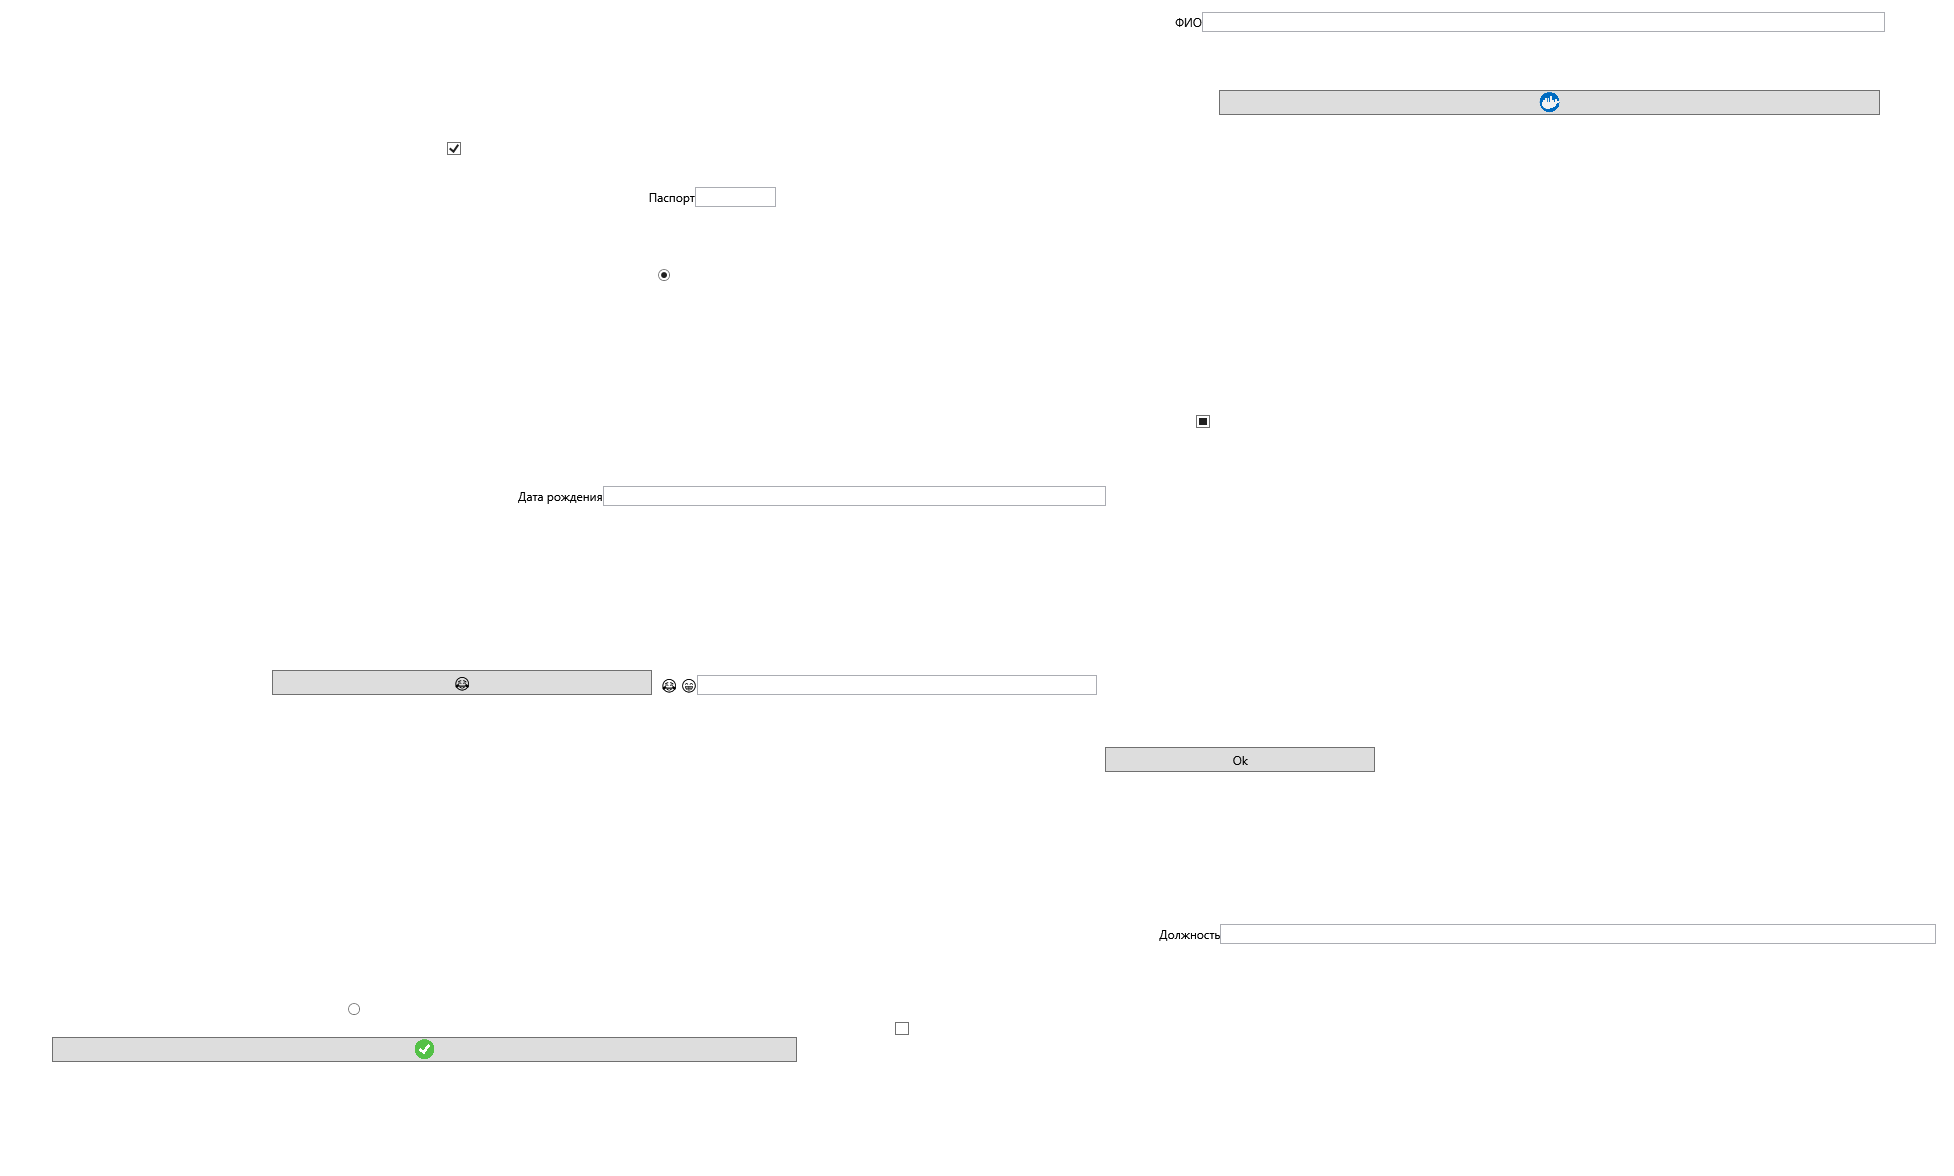 ФИО
Паспорт
Дата рождения
😂
😂 😁
Ok
Должность